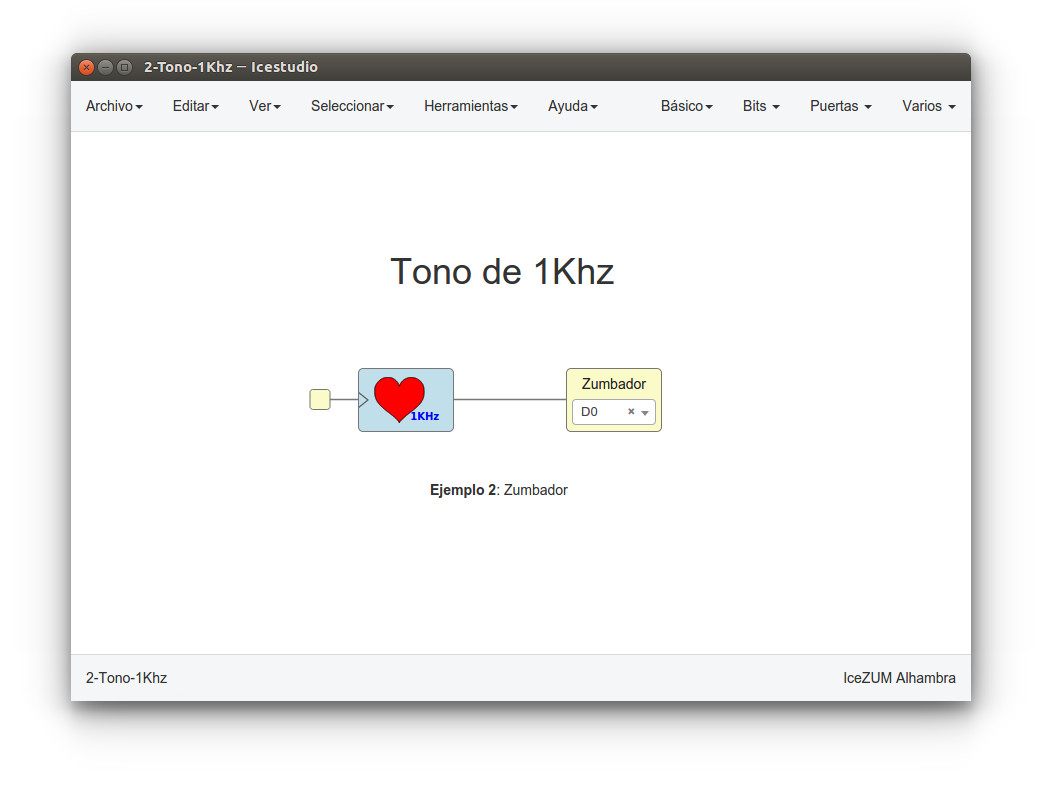 2-Tono-1Khz — Icestudio
Archivo Editar Ver Seleccionar Herramientas Ayuda Básico Bits Puertas Varios
Tono de 1Khz
1KHz
Zumbador
D0 ×
Ejemplo 2: Zumbador
2-Tono-1Khz IceZUM Alhambra